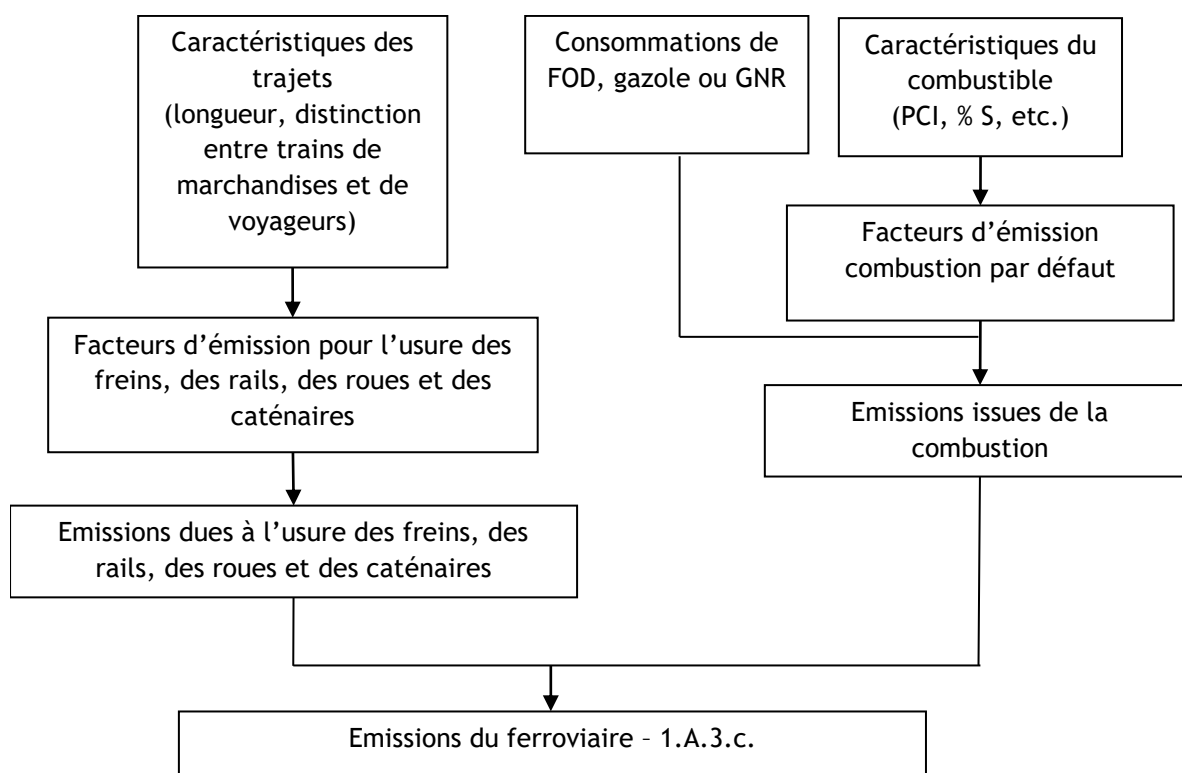 Caractéristiques des
trajets
(longueur, distinction
entre trains de
marchandises et de
voyageurs)
Consommations de
FOD, gazole ou GNR
Caractéristiques du
combustible
(PCI, % S, etc.)
Facteurs d’émission
combustion par défaut
Facteurs d’émission pour l’usure des
freins, des rails, des roues et des
caténaires
Emissions issues de la
combustion
Emissions dues à l’usure des freins, des
rails, des roues et des caténaires
Emissions du ferroviaire – 1.A.3.c.